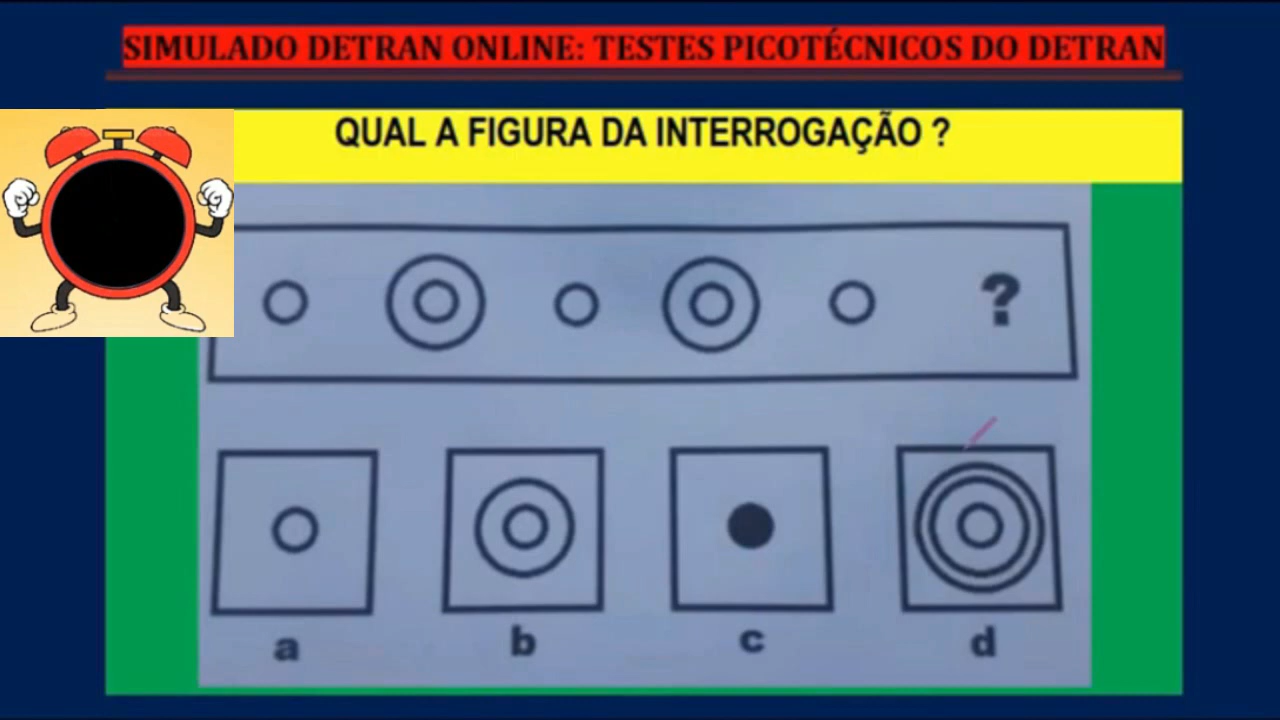 SIMULADO DETRAN ONLINE: TESTES PICOTÉCNICOS DO DETRAN
QUAL A FIGURA DA INTERROGAÇÃO ?
?
a b c d